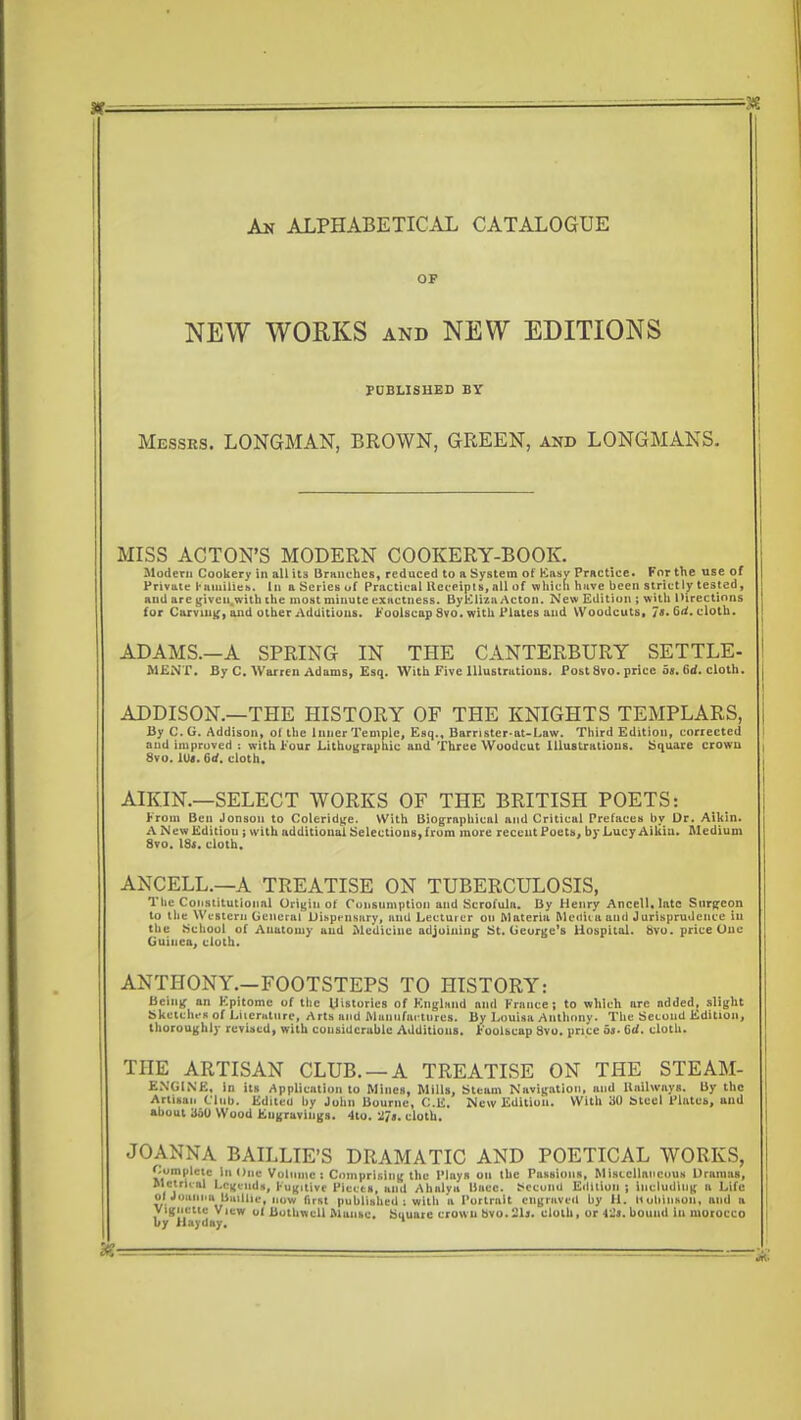 An ALPHABETICAL CATALOGUE
OF
NEW WORKS AND NEW EDITIONS
PUBLISHED BY
Messrs. LONGMAN, BROWN, GREEN, AND LONGMANS.
MISS ACTON'S MODERN COOKERY-BOOK.
Modern Cookery in all its Branches, reduced to a System of Easy Practice. For the use of
Private Families. In a Series of Practical Receipts, all of which have been strictly tested,
and are given, with the most minute exactness. By Eliza Acton. New Edition; with Directions
for Carving, and other Additions. Foolscap 8vo. with Plates and Woodcuts, 7s. 6d. cloth.
ADAMS.—A SPRING IN THE CANTERBURY SETTLE-
MENT. By C. Warren Adams, Esq. With Five Illustrations. Post 8vo. price 5s. 6d. cloth.
ADDISON.—THE HISTORY OF THE KNIGHTS TEMPLARS,
By C. G. Addison, of the Inner Temple, Esq., Barrister-at-Law. Third Edition, corrected
and improved: with Four Lithographic and Three Woodcut Illustrations. Square crown
8vo. 10s. 6d. cloth.
AIKIN.—SELECT WORKS OF THE BRITISH POETS:
From Ben Jonson to Coleridge. With Biographical and Critical Prefaces by Dr. Aikin.
A New Edition; with additional Selections, from more recent Poets, by Lucy Aikin. Medium
8vo. 18s. cloth.
ANCELL.—A TREATISE ON TUBERCULOSIS,
The Constitutional Origin of Consumption and Scrofula. By Henry Ancell, late Surgeon
to the Western General Dispensary, and Lecturer on Materia Medica and Jurisprudence in
the School of Anatomy and Medicine adjoining St. George's Hospital. 8vo. price One
Guinea, cloth.
ANTHONY.—FOOTSTEPS TO HISTORY:
Being an Epitome of the Histories of England and France; to which are added, slight
Sketches of Literature, Arts and Manufactures. By Louisa Anthony. The Second Edition,
thoroughly revised, with considerable Additions. Foolscap 8vo. price 5s. 6d. cloth.
THE ARTISAN CLUB.—A TREATISE ON THE STEAM-
ENGINE, in its Application to Mines, Mills, Steam Navigation, and Railways. By the
Artisan Club. Edited by John Bourne, C.E. New Edition. With 30 Steel Plates, and
about 350 Wood Engravings. 4to. 27s. cloth.
JOANNA BAILLIE'S DRAMATIC AND POETICAL WORKS,
Complete in One Volume: Comprising the Plays on the Passions, Miscellaneous Dramas,
Metrical Legends, Fugitive Pieces, and Ahalya Baee. Second Edition; including a Life
of Joanna Baillie, now first published; with a Portrait engraved by H. Robinson, and a
Vignette View of Bothwell Manse. Square crown 8vo. 21s. cloth, or 42s. bound in morocco
by Hayday.